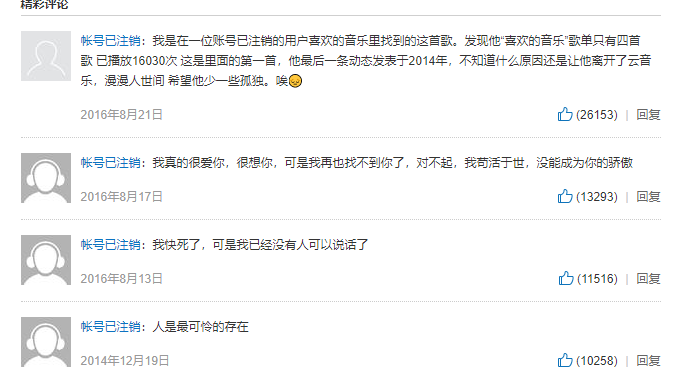 精彩评论
帐号已注销：我是在一位账号已注销的用户喜欢的音乐里找到的这首歌。发现他“喜欢的音乐”歌单只有四首
歌 已播放16030次 这是里面的第一首，他最后一条动态发表于2014年，不知道什么原因还是让他离开了云音
乐，漫漫人世间 希望他少一些孤独。唉😞
2016年8月21日 (26153) | 回复
帐号已注销：我真的很爱你，很想你，可是我再也找不到你了，对不起，我苟活于世，没能成为你的骄傲
2016年8月17日 (13293) | 回复
帐号已注销：我快死了，可是我已经没有人可以说话了
2016年8月13日 (11516) | 回复
帐号已注销：人是最可怜的存在
2014年12月19日 (10258) | 回复